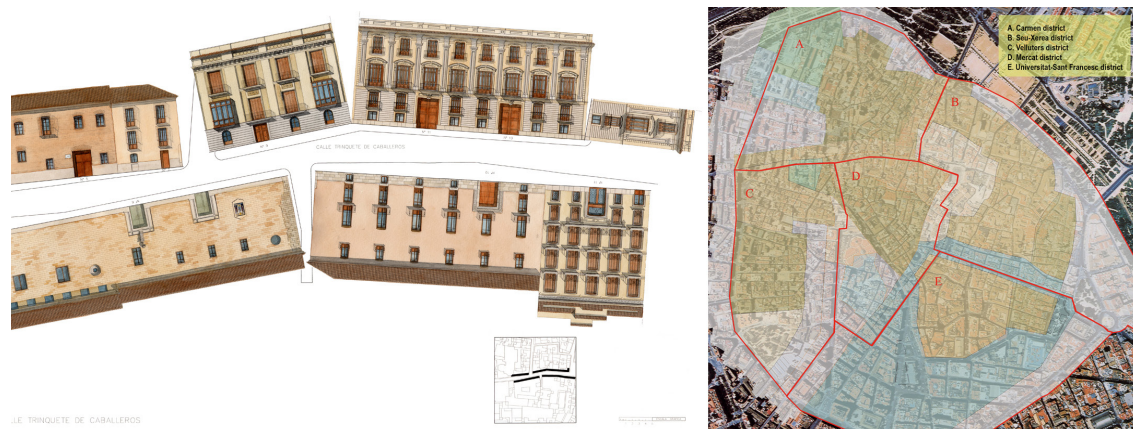 CALLE TRINQUETE DE CABALLEROS
LLE TRINQUETE DE CABALLEROS
A. Carmen district
B. Seu-Xerea district
C. Velluters district
D. Mercat district
E. Universitat-Sant Francesc district
A
B
C
D
E